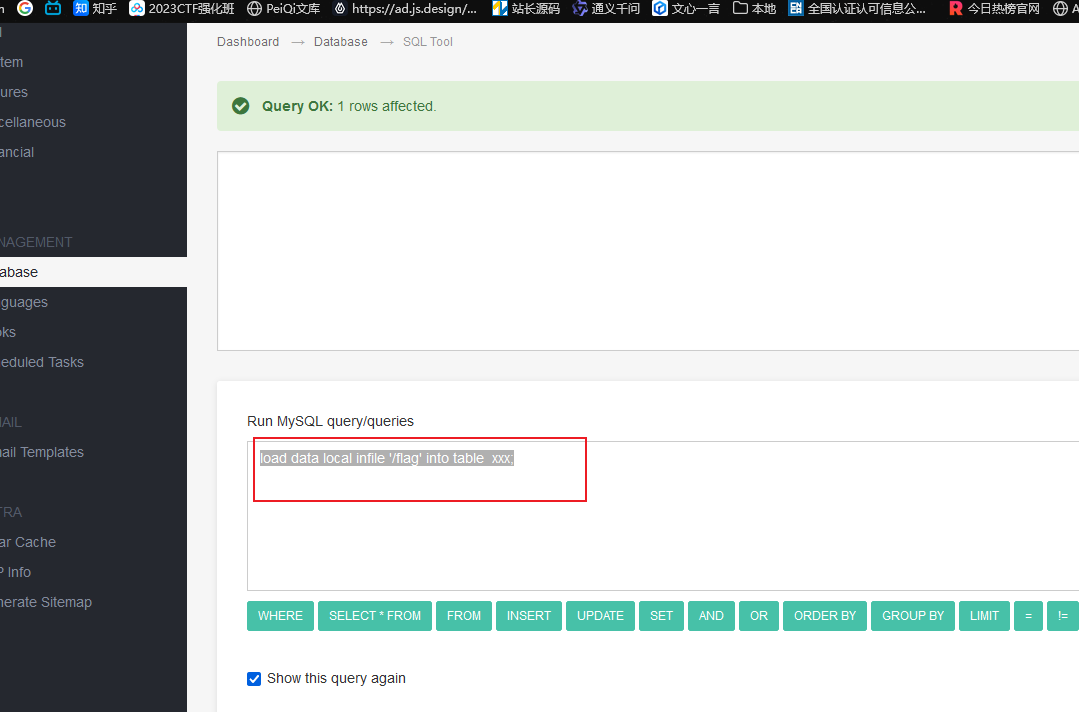 n 知乎 2023CTF强化班 PeiQi文库 https://ad.js.design/... 站长源码 通义千问 文心一言 本地 全国认证认可信息公... 今日热榜官网 A
Dashboard → Database → SQL Tool
tem
ures
Query OK: 1 rows affected.
cellaneous
ancial
NAGEMENT
abase
guages
oks
eduled Tasks
AIL
ail Templates
TRA
ar Cache
P Info
nerate Sitemap
Run MySQL query/queries
load data local infile '/flag' into table xxx;
WHERE SELECT * FROM FROM INSERT UPDATE SET AND OR ORDER BY GROUP BY LIMIT = !=
Show this query again